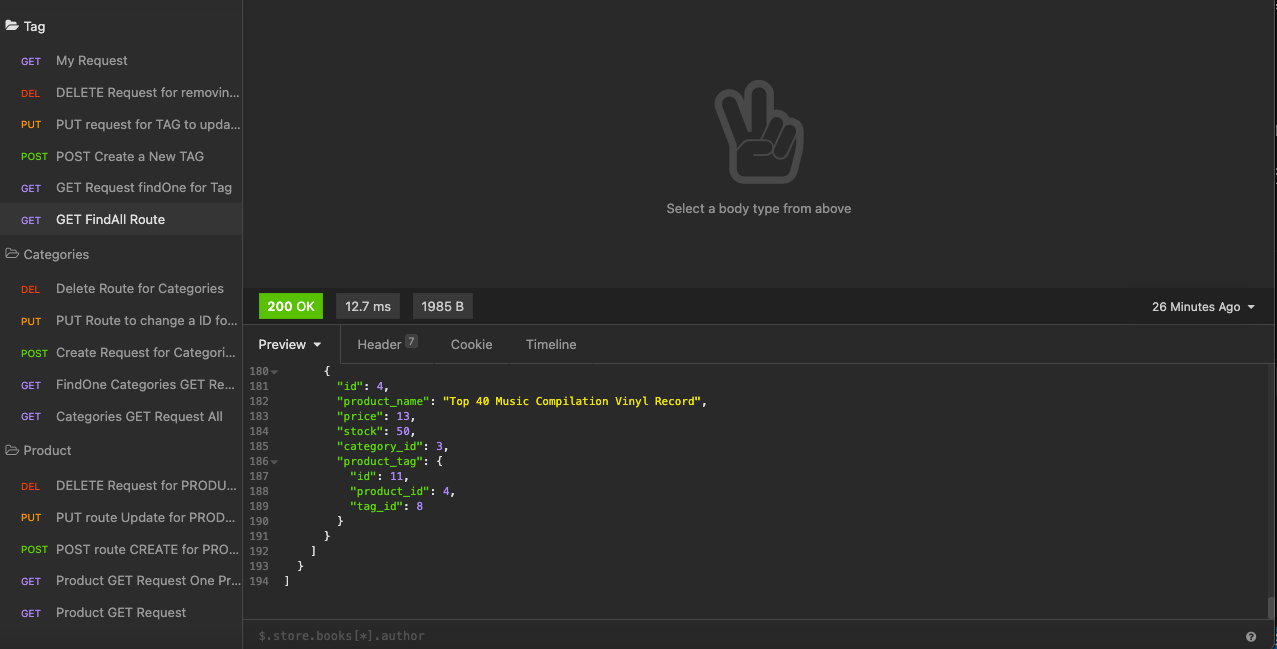 Tag
GET My Request
DEL DELETE Request for removin...
PUT PUT request for TAG to upda...
POST POST Create a New TAG
GET GET Request findOne for Tag
GET GET FindAll Route
Categories
DEL Delete Route for Categories
PUT PUT Route to change a ID fo...
POST Create Request for Categori...
GET FindOne Categories GET Re...
GET Categories GET Request All
Product
DEL DELETE Request for PRODU...
PUT PUT route Update for PROD...
POST POST route CREATE for PRO...
GET Product GET Request One Pr...
GET Product GET Request
Select a body type from above
200 OK 12.7 ms 1985 B 26 Minutes Ago
Preview Header 7 Cookie Timeline
180 {
181 "id": 4,
182 "product_name": "Top 40 Music Compilation Vinyl Record",
183 "price": 13,
184 "stock": 50,
185 "category_id": 3,
186 "product_tag": {
187 "id": 11,
188 "product_id": 4,
189 "tag_id": 8
190 }
191 }
192 ]
193 }
194 ]
$.store.books[*].author